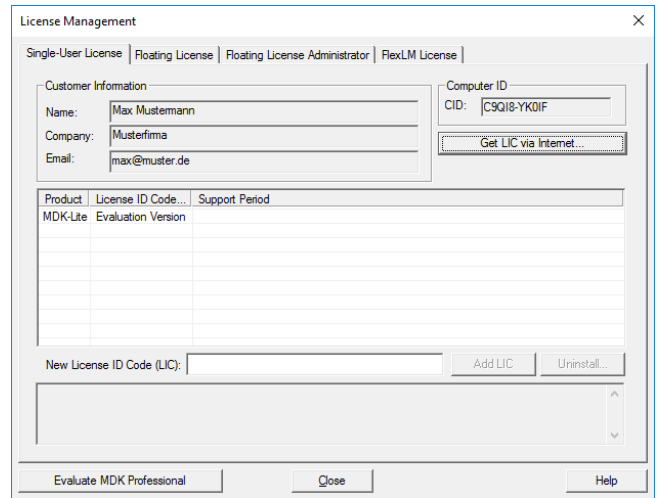 License Management
Single-User License Floating License Floating License Administrator FlexLM License
Customer Information
Name: Max Mustermann
Company: Musterfirma
Email: max@muster.de
Computer ID
CID: C9QI8-YK0IF
Get LIC via Internet...
Product License ID Code... Support Period
MDK-Lite Evaluation Version
New License ID Code (LIC): Add LIC Uninstall...
Evaluate MDK Professional Close Help